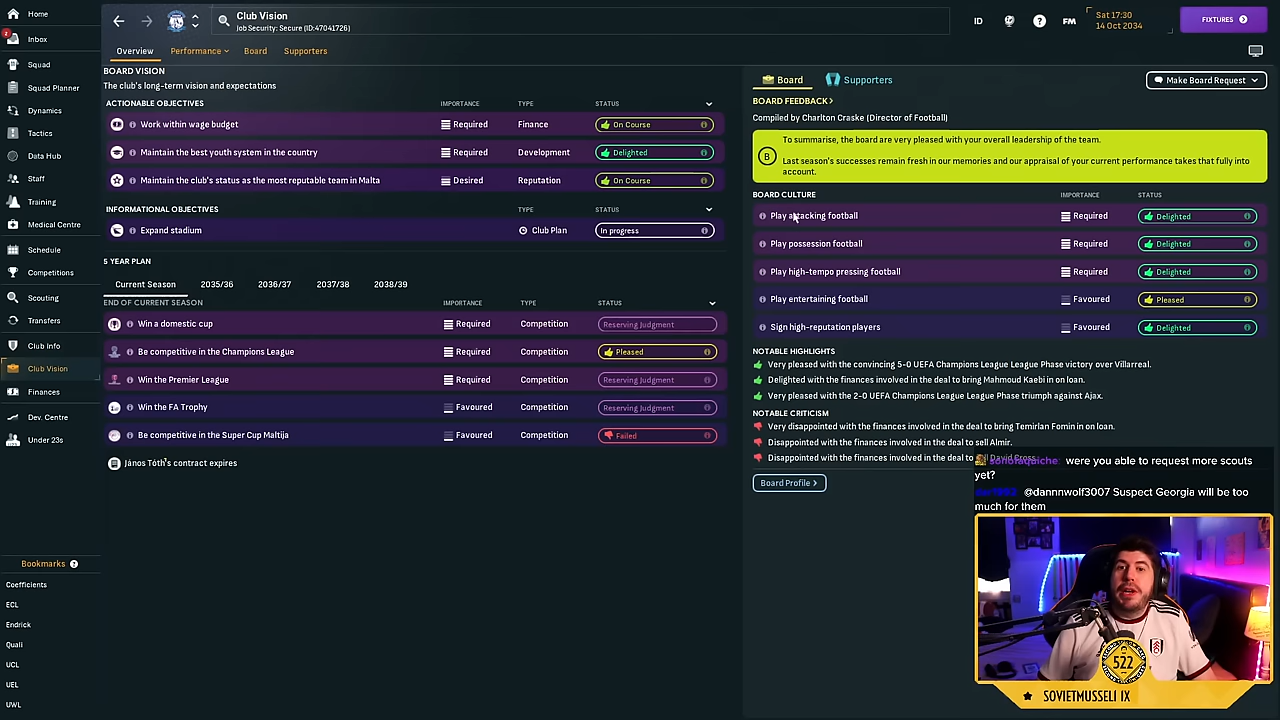 Home
2
Inbox
Squad
Squad Planner
Dynamics
Tactics
Data Hub
Staff
Training
Medical Centre
Schedule
Competitions
Scouting
Transfers
Club Info
Club Vision
Finances
Dev. Centre
Under 23s
Bookmarks ?
Coefficients
ECL
Endrick
Quali
UCL
UEL
UWL
Club Vision
Job Security: Secure (ID:47041726)
ID
?
FM
Sat 17:30
14 Oct 2034
FIXTURES
Overview
Performance
Board
Supporters
BOARD VISION
The club's long-term vision and expectations
ACTIONABLE OBJECTIVES IMPORTANCE TYPE STATUS
Work within wage budget Required Finance On Course
Maintain the best youth system in the country Required Development Delighted
Maintain the club's status as the most reputable team in Malta Desired Reputation On Course
INFORMATIONAL OBJECTIVES TYPE STATUS
Expand stadium Club Plan In progress
5 YEAR PLAN
Current Season 2035/36 2036/37 2037/38 2038/39
END OF CURRENT SEASON IMPORTANCE TYPE STATUS
Win a domestic cup Required Competition Reserving Judgment
Be competitive in the Champions League Required Competition Pleased
Win the Premier League Required Competition Reserving Judgment
Win the FA Trophy Favoured Competition Reserving Judgment
Be competitive in the Super Cup Maltija Favoured Competition Failed
János Tóth's contract expires
Board
Supporters
Make Board Request
BOARD FEEDBACK >
Compiled by Charlton Craske (Director of Football)
B
To summarise, the board are very pleased with your overall leadership of the team.
Last season's successes remain fresh in our memories and our appraisal of your current performance takes that fully into
account.
BOARD CULTURE IMPORTANCE STATUS
Play attacking football Required Delighted
Play possession football Required Delighted
Play high-tempo pressing football Required Delighted
Play entertaining football Favoured Pleased
Sign high-reputation players Favoured Delighted
NOTABLE HIGHLIGHTS
Very pleased with the convincing 5-0 UEFA Champions League League Phase victory over Villarreal.
Delighted with the finances involved in the deal to bring Mahmoud Kaebi in on loan.
Very pleased with the 2-0 UEFA Champions League League Phase triumph against Ajax.
NOTABLE CRITICISM
Very disappointed with the finances involved in the deal to bring Temirlan Fomin in on loan.
Disappointed with the finances involved in the deal to sell Almir.
Disappointed with the finances involved in the deal to sell David Cross.
Board Profile >
were you able to request more scouts
yet?
@dannnwolf3007 Suspect Georgia will be too
much for them
522
SOVIETMUSSELI IX